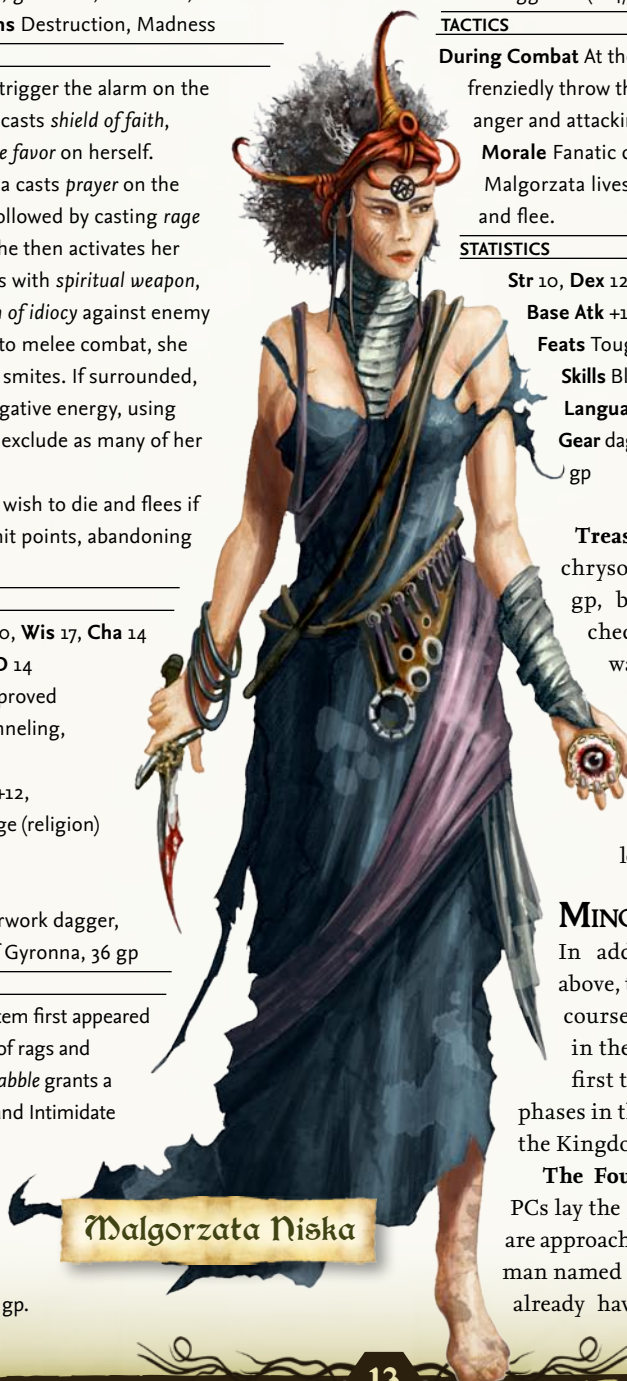 ns Destruction, Madness
trigger the alarm on the
casts shield of faith,
e favor on herself.
a casts prayer on the
ollowed by casting rage
he then activates her
s with spiritual weapon,
h of idiocy against enemy
to melee combat, she
smites. If surrounded,
gative energy, using
exclude as many of her
wish to die and flees if
hit points, abandoning
0, Wis 17, Cha 14
D 14
proved
nneling,
+12,
ge (religion)
rwork dagger,
f Gyronna, 36 gp
tem first appeared
of rags and
abble grants a
and Intimidate
gp.
Malgorzata Niska
TACTICS
During Combat At the
frenziedly throw th
anger and attackin
Morale Fanatic c
Malgorzata lives
and flee.
STATISTICS
Str 10, Dex 12
Base Atk +1
Feats Toug
Skills Bl
Langua
Gear dag
gp
Treas
chryso
gp, b
chec
wa
le
MINO
In add
above, t
course
in the
first t
phases in th
the Kingdo
The Fou
PCs lay the
are approach
man named
already hav
13